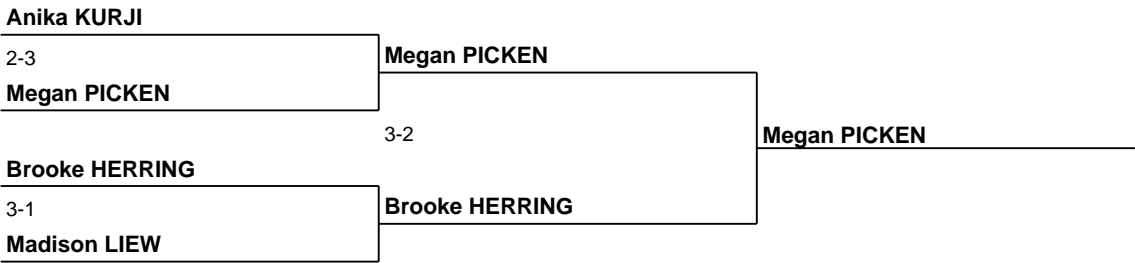 Anika KURJI
2-3
Megan PICKEN
Megan PICKEN
3-2
Megan PICKEN
Brooke HERRING
3-1
Brooke HERRING
Madison LIEW